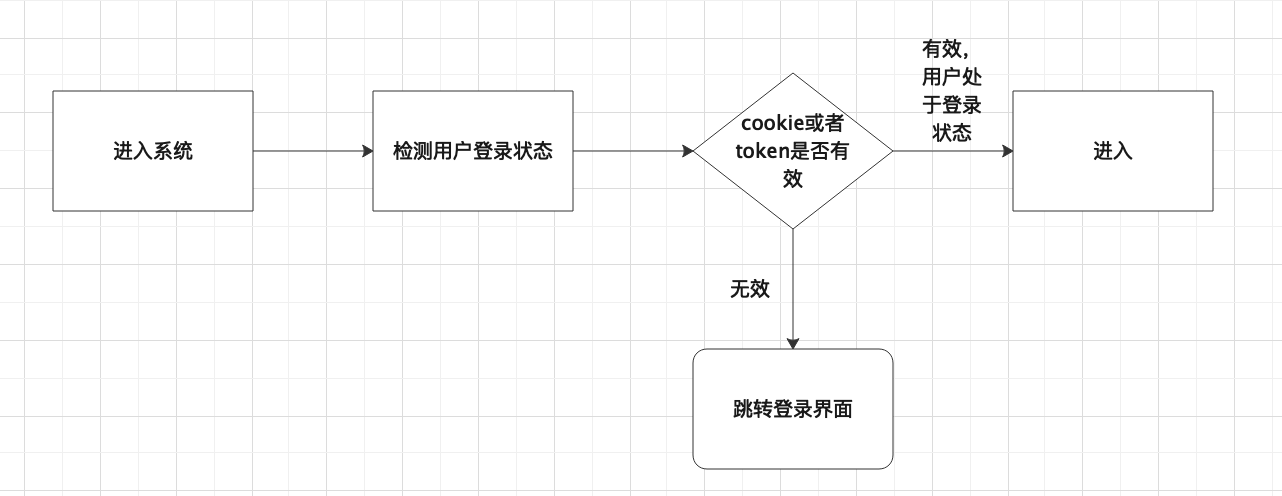 进入系统
检测用户登录状态
cookie或者
token是否有
效
有效，
用户处
于登录
状态
进入
无效
跳转登录界面